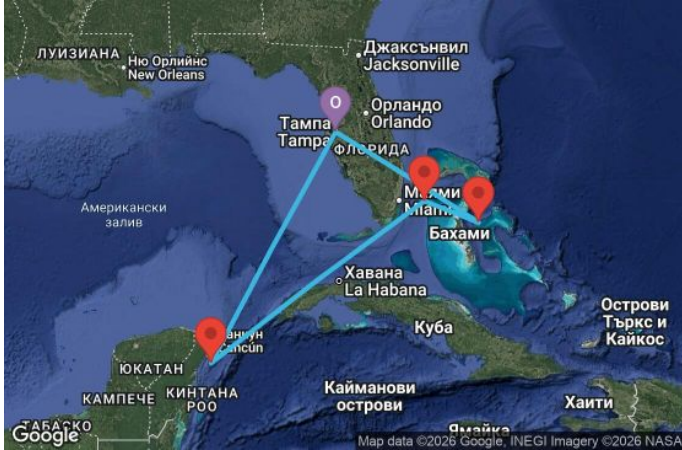 ЛУИЗИАНА
Ню Орлийнс
New Orleans
Джаксънвил
Jacksonville
O
Орландо
Orlando
Тампа
Tampa
ФЛОРИДА
Маями
Miami
Американски
залив
Бахами
Хавана
La Habana
Острови
Търкс и
Кайкос
Куба
ЮКАТАН
КАМПЕЧЕ
КИНТАНА
РОО
Кайманови
острови
Хаити
ТАБАСКО
Ямайка
Google
Map data ©2026 Google, INEGI Imagery ©2026 NASA